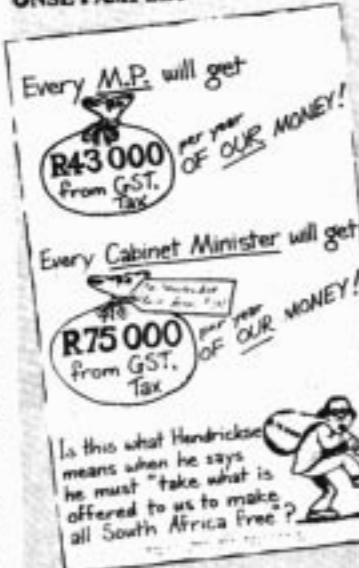 Every M.P. will get
R43 000
from GST.
Tax
per year
OF OUR MONEY!
Every Cabinet Minister will get
R75 000
from GST.
Tax
per year
OF OUR MONEY!
Is this what Hendrickse
means when he says
he must "take what is
offered to us to make
all South Africa free"?